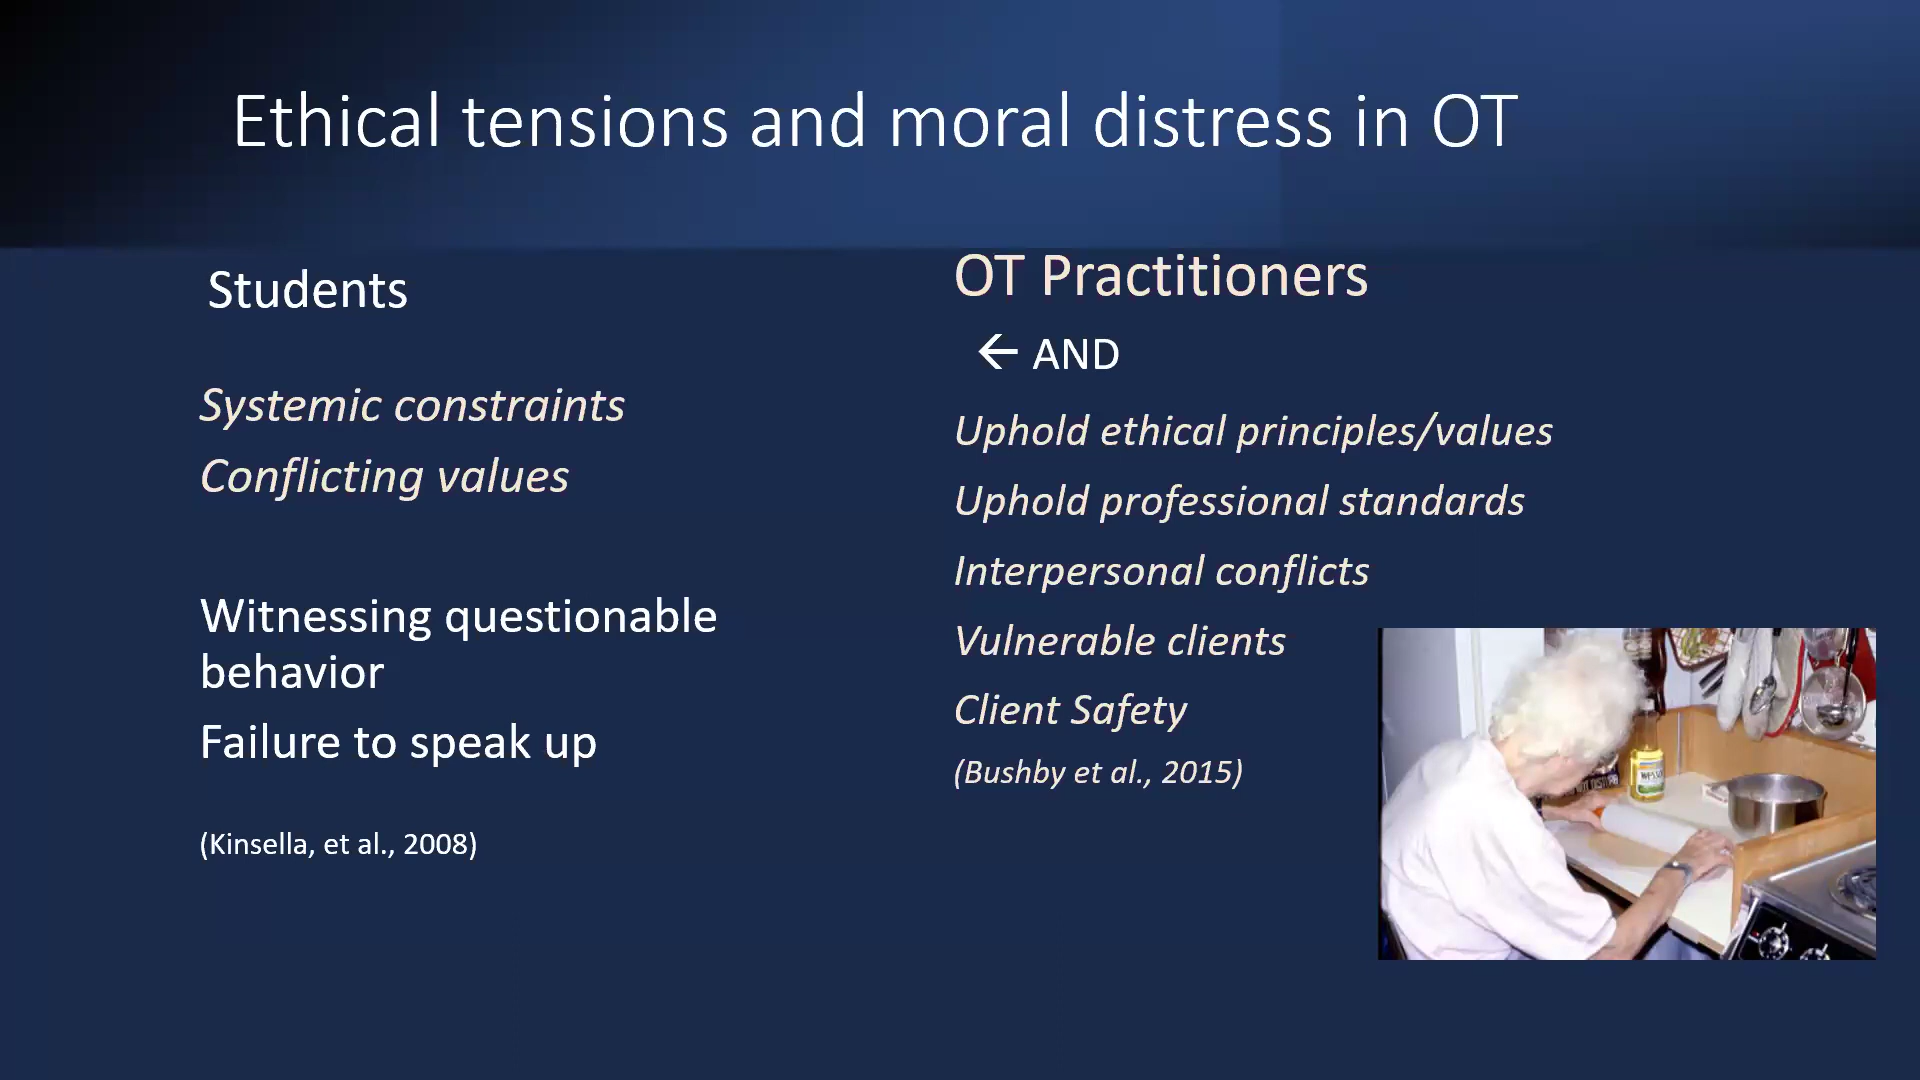 Ethical tensions and moral distress in OT
Students
Systemic constraints
Conflicting values
Witnessing questionable
behavior
Failure to speak up
(Kinsella, et al., 2008)
OT Practitioners
← AND
Uphold ethical principles/values
Uphold professional standards
Interpersonal conflicts
Vulnerable clients
Client Safety
(Bushby et al., 2015)